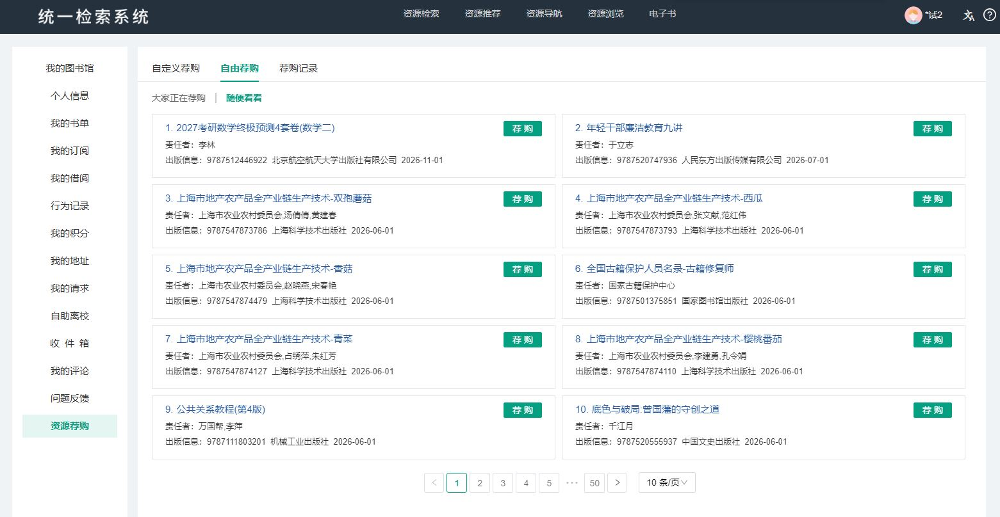 统一检索系统
资源检索 资源推荐 资源导航 资源浏览 电子书
*试2
我的图书馆
个人信息
我的书单
我的订阅
我的借阅
行为记录
我的积分
我的地址
我的请求
自助离校
收 件 箱
我的评论
问题反馈
资源荐购
自定义荐购 自由荐购 荐购记录
大家正在荐购 | 随便看看
1. 2027考研数学终极预测4套卷(数学二) 荐 购
责任者：李林
出版信息：9787512446922 北京航空航天大学出版社有限公司 2026-11-01
2. 年轻干部廉洁教育九讲 荐 购
责任者：于立志
出版信息：9787520747936 人民东方出版传媒有限公司 2026-07-01
3. 上海市地产农产品全产业链生产技术-双孢蘑菇 荐 购
责任者：上海市农业农村委员会,汤倩倩,黄建春
出版信息：9787547873786 上海科学技术出版社 2026-06-01
4. 上海市地产农产品全产业链生产技术-西瓜 荐 购
责任者：上海市农业农村委员会,张文献,范红伟
出版信息：9787547873793 上海科学技术出版社 2026-06-01
5. 上海市地产农产品全产业链生产技术-香菇 荐 购
责任者：上海市农业农村委员会,赵晓燕,宋春艳
出版信息：9787547874479 上海科学技术出版社 2026-06-01
6. 全国古籍保护人员名录-古籍修复师 荐 购
责任者：国家古籍保护中心
出版信息：9787501375851 国家图书馆出版社 2026-06-01
7. 上海市地产农产品全产业链生产技术-青菜 荐 购
责任者：上海市农业农村委员会,占绣萍,朱红芳
出版信息：9787547874127 上海科学技术出版社 2026-06-01
8. 上海市地产农产品全产业链生产技术-樱桃番茄 荐 购
责任者：上海市农业农村委员会,李建勇,孔令娟
出版信息：9787547874110 上海科学技术出版社 2026-06-01
9. 公共关系教程(第4版) 荐 购
责任者：万国帮,李萍
出版信息：9787111803201 机械工业出版社 2026-06-01
10. 底色与破局:曾国藩的守创之道 荐 购
责任者：千江月
出版信息：9787520555937 中国文史出版社 2026-06-01
< 1 2 3 4 5 ••• 50 > 10 条/页